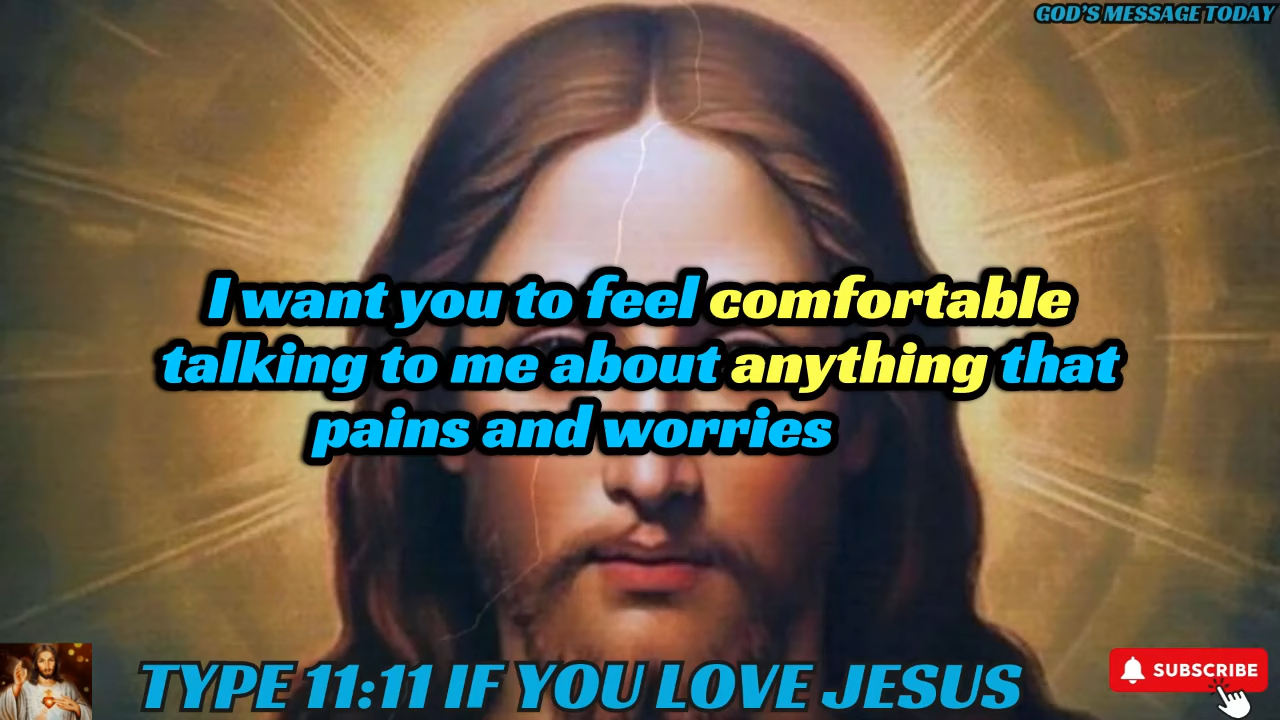 GOD'S MESSAGE TODAY
I want you to feel comfortable
talking to me about anything that
pains and worries
TYPE 11:11 IF YOU LOVE JESUS
SUBSCRIBE